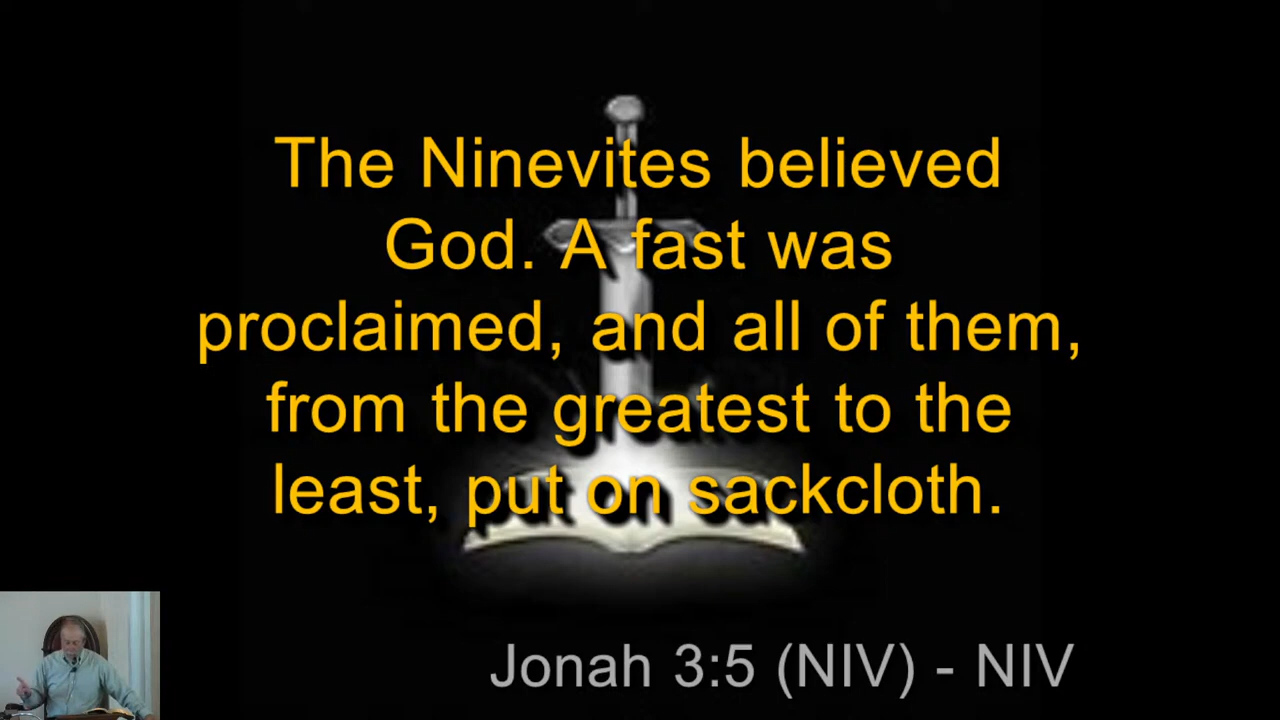 The Ninevites believed
God. A fast was
proclaimed, and all of them,
from the greatest to the
least, put on sackcloth.
Jonah 3:5 (NIV) - NIV